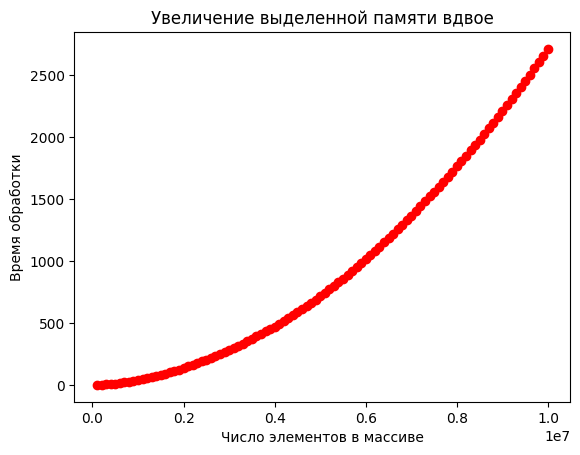 Увеличение выделенной памяти вдвое
2500
2000
1500
1000
500
0
Время обработки
0.0 0.2 0.4 0.6 0.8 1.0
1e7
Число элементов в массиве